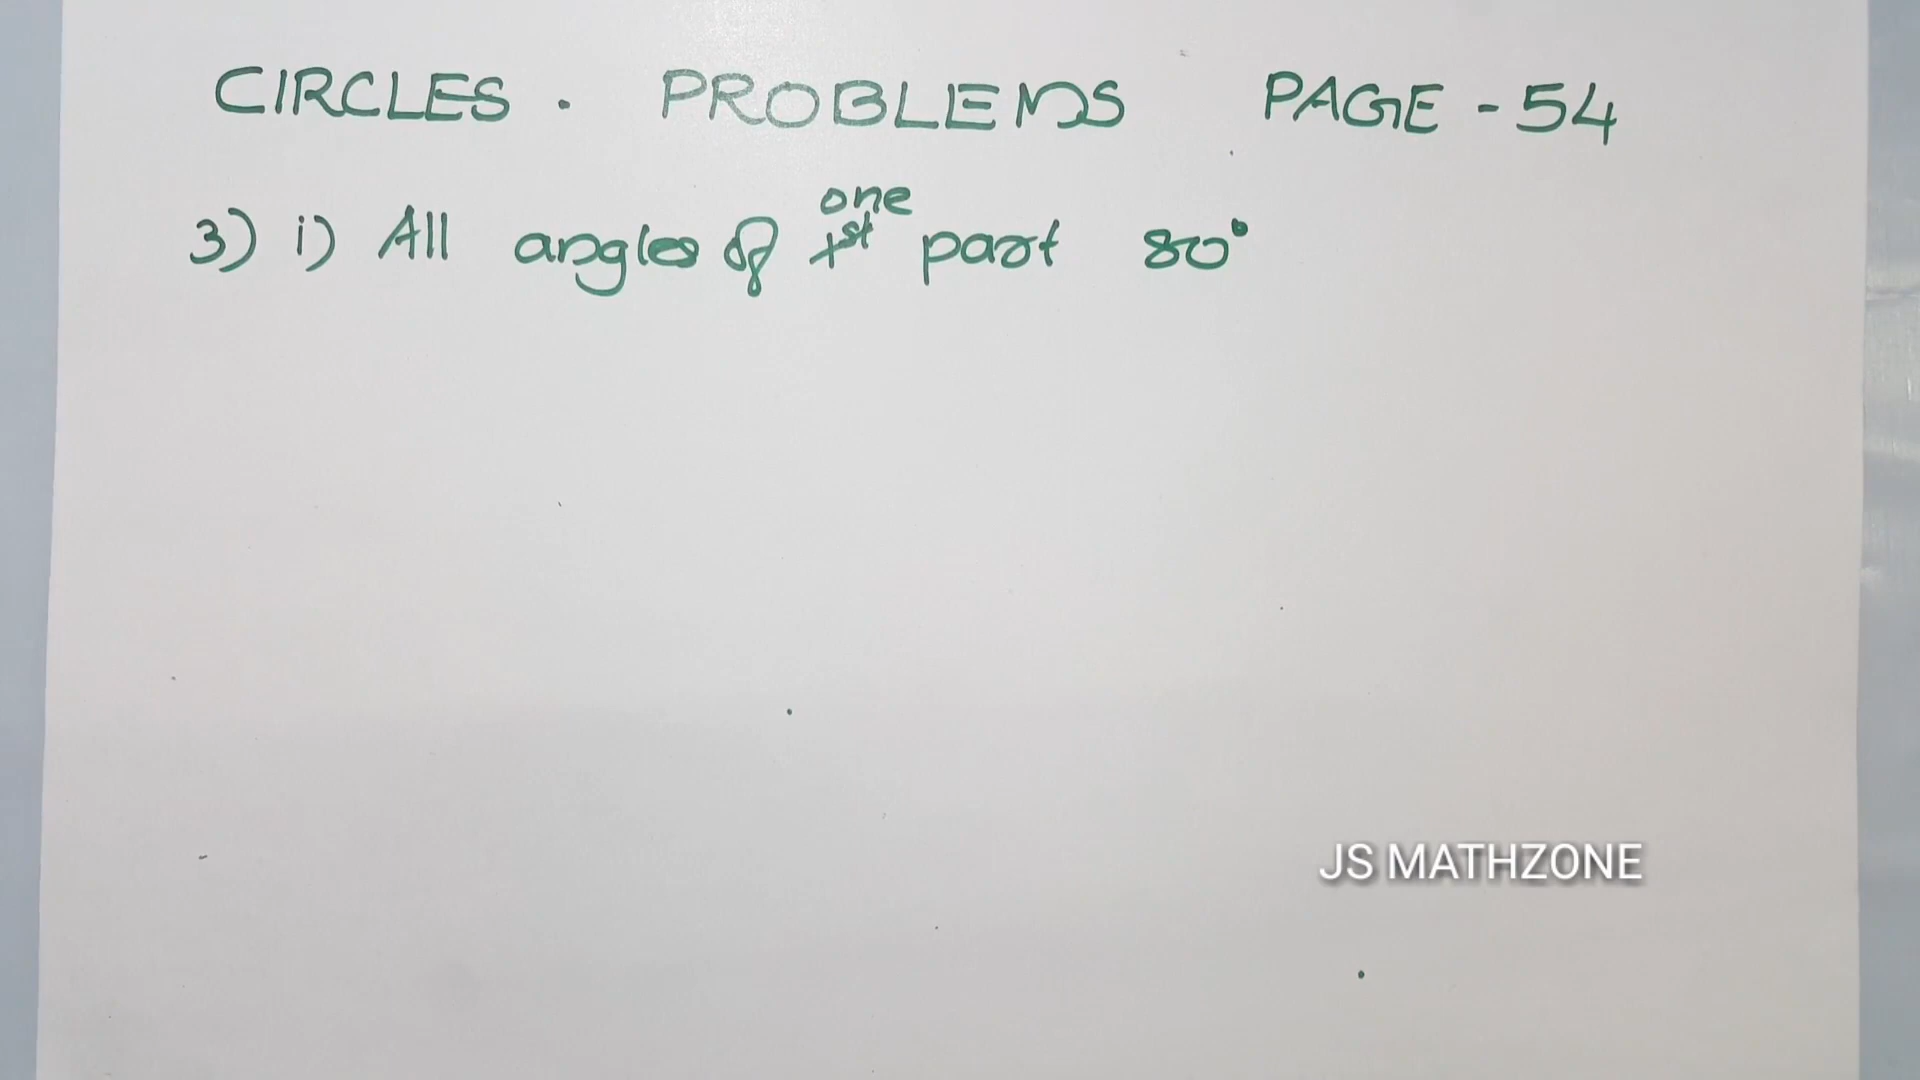 CIRCLES . PROBLEMS PAGE - 54
one
3) i) All angles of 1st part 80°
JS MATHZONE